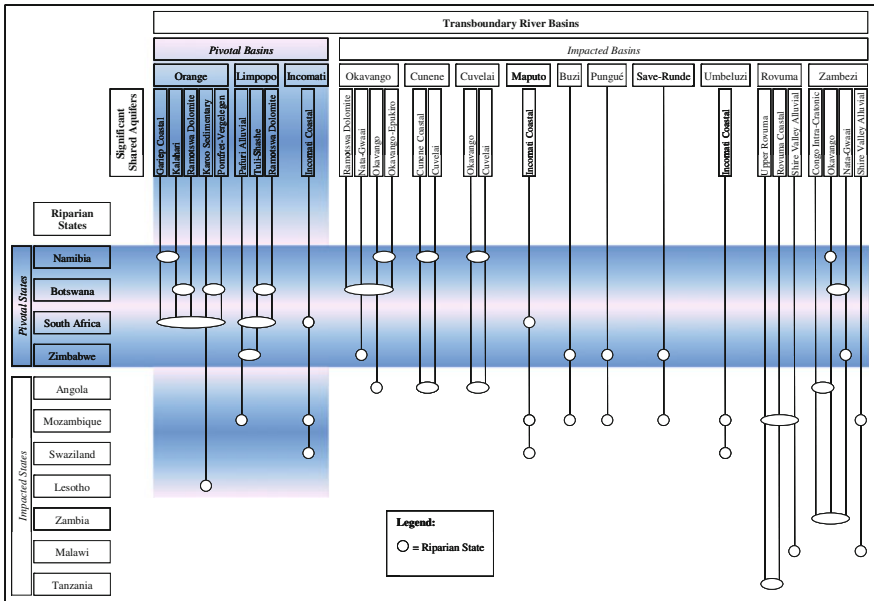 Transboundary River Basins
Pivotal Basins
Impacted Basins
Orange
Limpopo
Incomati
Okavango
Cunene
Cuvelai
Maputo
Buzi
Pungué
Save-Runde
Umbeluzi
Rovuma
Zambezi
Significant
Shared Aquifers
Gariep Coastal
Kalahari
Ramotswa Dolomite
Karoo Sedimentary
Pomfret-Vergelegen
Pafuri Alluvial
Tuli-Shashe
Ramotswa Dolomite
Incomati Coastal
Ramotswa Dolomite
Nata-Gwaai
Okavango
Okavango-Epukiro
Cunene Coastal
Cuvelai
Okavango
Cuvelai
Incomati Coastal
Incomati Coastal
Upper Rovuma
Rovuma Coastal
Shire Valley Alluvial
Congo Intra-Cratonic
Okavango
Nata-Gwaai
Shire Valley Alluvial
Riparian
States
Pivotal States
Namibia
Botswana
South Africa
Zimbabwe
Impacted States
Angola
Mozambique
Swaziland
Lesotho
Zambia
Malawi
Tanzania
Legend:
= Riparian State